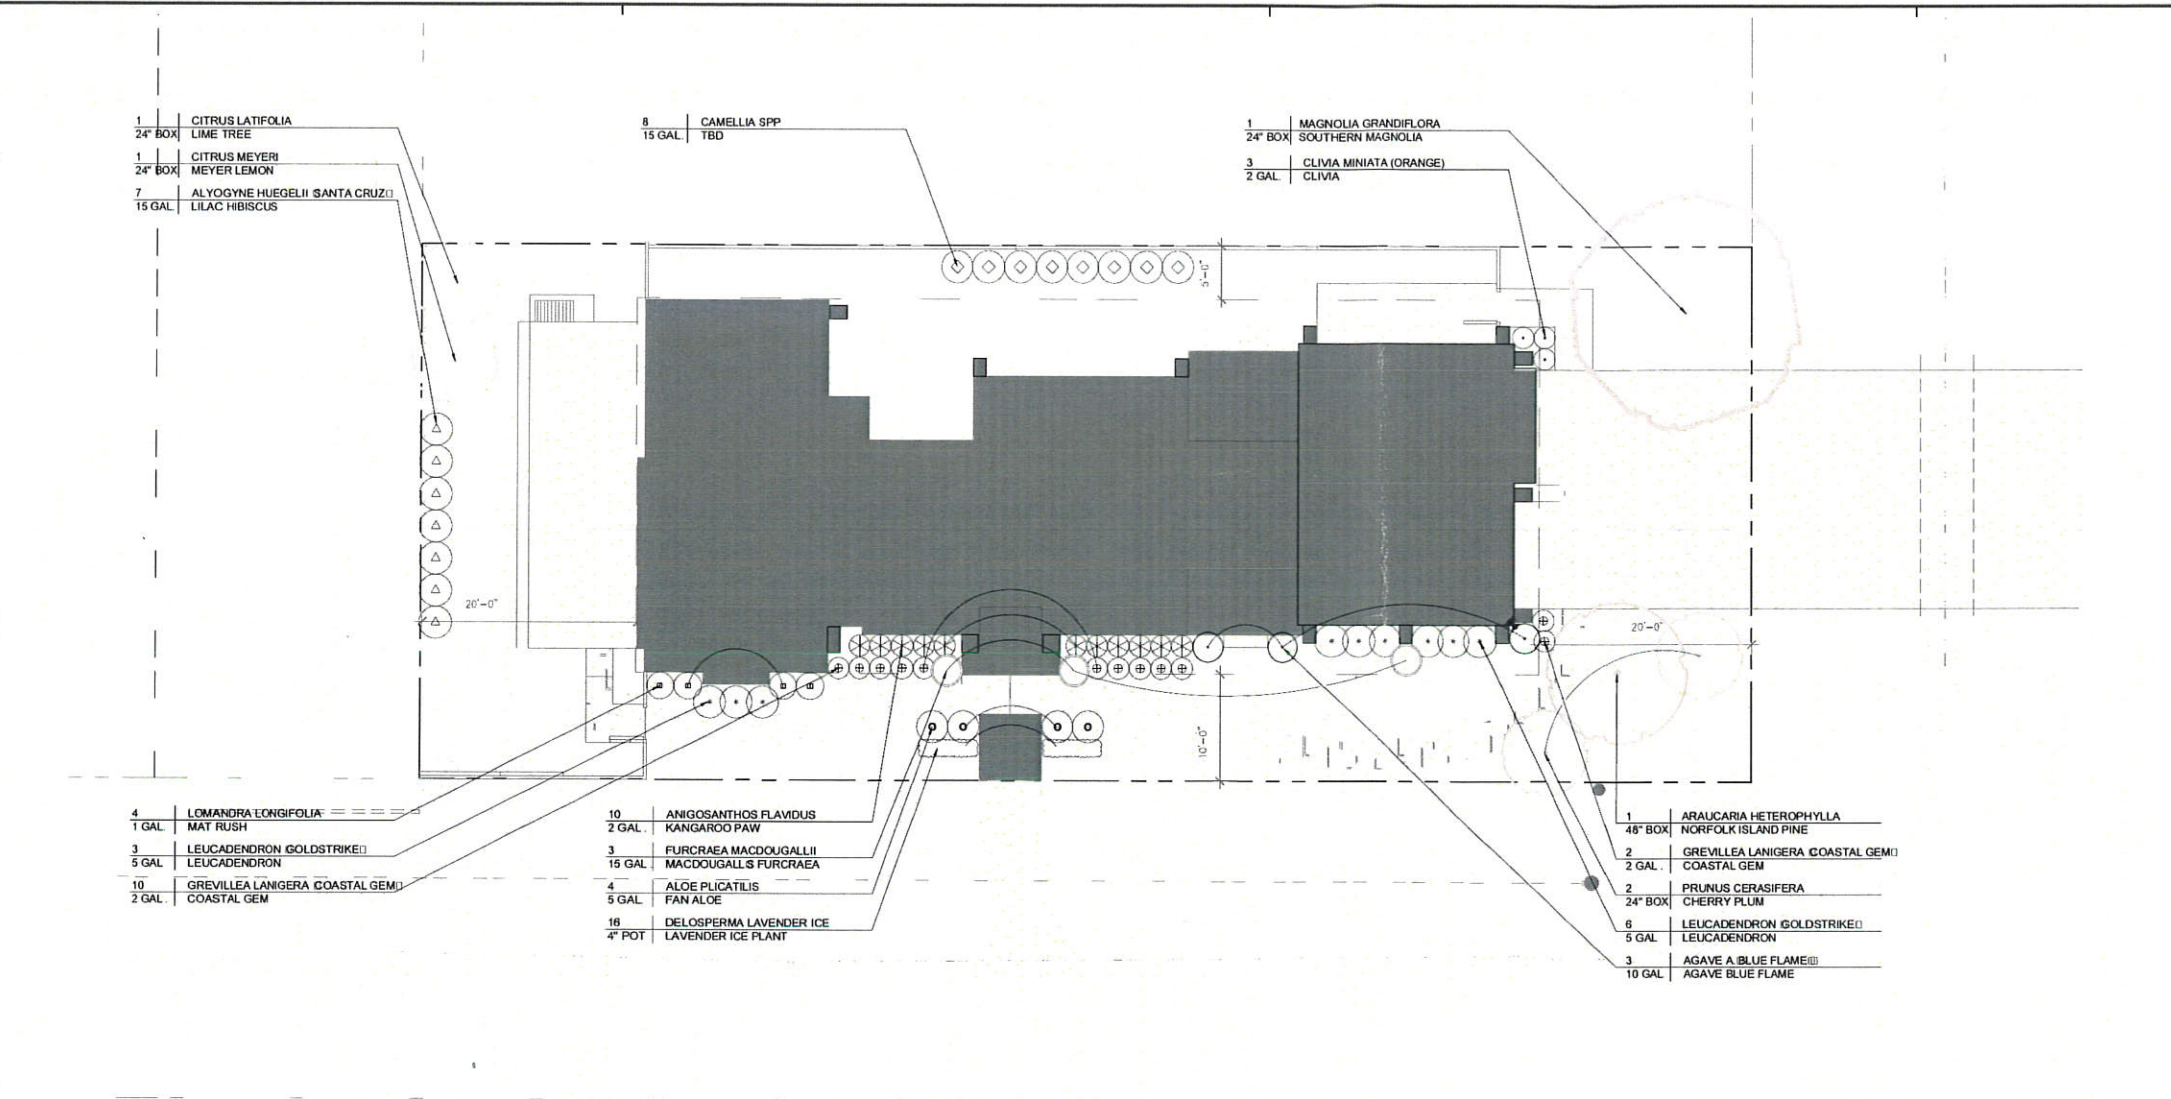 1 CITRUS LATIFOLIA
24" BOX LIME TREE
1 CITRUS MEYERI
24" BOX MEYER LEMON
7 ALYOGYNE HUEGELII SANTA CRUZ
15 GAL. LILAC HIBISCUS
8 CAMELLIA SPP
15 GAL. TBD
1 MAGNOLIA GRANDIFLORA
24" BOX SOUTHERN MAGNOLIA
3 CLIVIA MINIATA (ORANGE)
2 GAL. CLIVIA
5'-0"
20'-0"
20'-0"
10'-0"
4 LOMANDRA LONGIFOLIA
1 GAL. MAT RUSH
3 LEUCADENDRON GOLDSTRIKE
5 GAL LEUCADENDRON
10 GREVILLEA LANIGERA COASTAL GEM
2 GAL. COASTAL GEM
10 ANIGOSANTHOS FLAVIDUS
2 GAL. KANGAROO PAW
3 FURCRAEA MACDOUGALLII
15 GAL. MACDOUGALLS FURCRAEA
4 ALOE PLICATILIS
5 GAL. FAN ALOE
16 DELOSPERMA LAVENDER ICE
4" POT LAVENDER ICE PLANT
1 ARAUCARIA HETEROPHYLLA
48" BOX NORFOLK ISLAND PINE
2 GREVILLEA LANIGERA COASTAL GEM
2 GAL. COASTAL GEM
2 PRUNUS CERASIFERA
24" BOX CHERRY PLUM
6 LEUCADENDRON GOLDSTRIKE
5 GAL LEUCADENDRON
3 AGAVE A. BLUE FLAME
10 GAL AGAVE BLUE FLAME